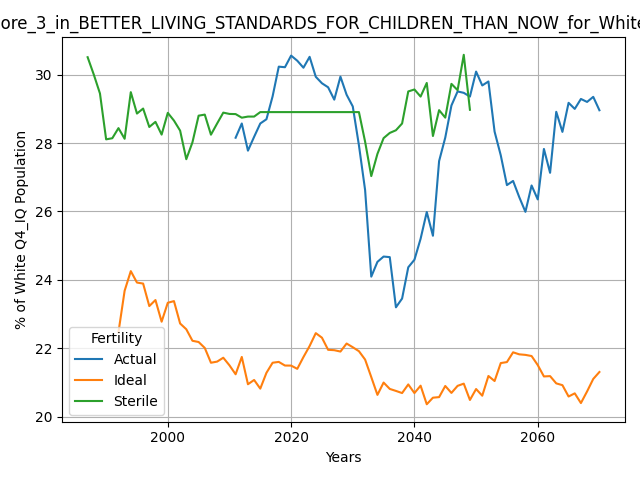 ore_3_in_BETTER_LIVING_STANDARDS_FOR_CHILDREN_THAN_NOW_for_White
% of White Q4_IQ Population
30
28
26
24
22
20
Fertility
Actual
Ideal
Sterile
2000 2020 2040 2060
Years